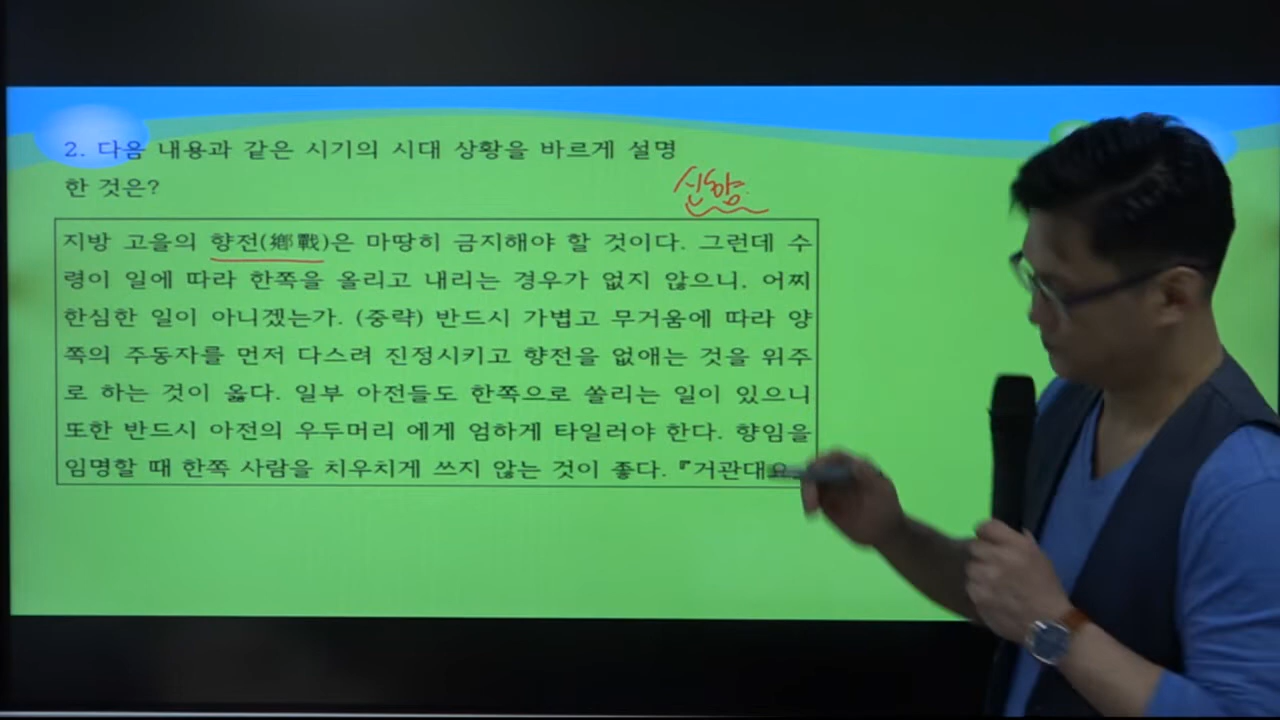 2. 다음 내용과 같은 시기의 시대 상황을 바르게 설명
한 것은?
신향
지방 고을의 향전(鄕戰)은 마땅히 금지해야 할 것이다. 그런데 수
령이 일에 따라 한쪽을 올리고 내리는 경우가 없지 않으니, 어찌
한심한 일이 아니겠는가. (중략) 반드시 가볍고 무거움에 따라 양
쪽의 주동자를 먼저 다스려 진정시키고 향전을 없애는 것을 위주
로 하는 것이 옳다. 일부 아전들도 한쪽으로 쏠리는 일이 있으니
또한 반드시 아전의 우두머리 에게 엄하게 타일러야 한다. 향임을
임명할 때 한쪽 사람을 치우치게 쓰지 않는 것이 좋다. 『거관대요